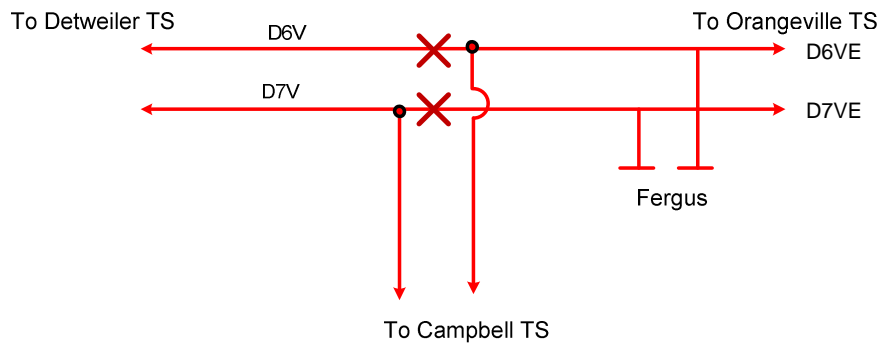 To Detweiler TS
To Orangeville TS
D6V
D6VE
D7V
D7VE
Fergus
To Campbell TS